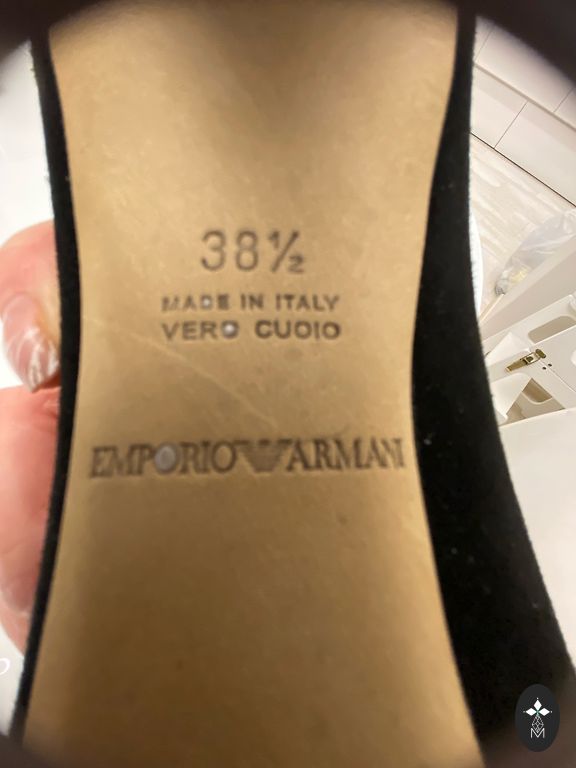 38½
MADE IN ITALY
VERO CUOIO
EMPORIO ARMANI
M